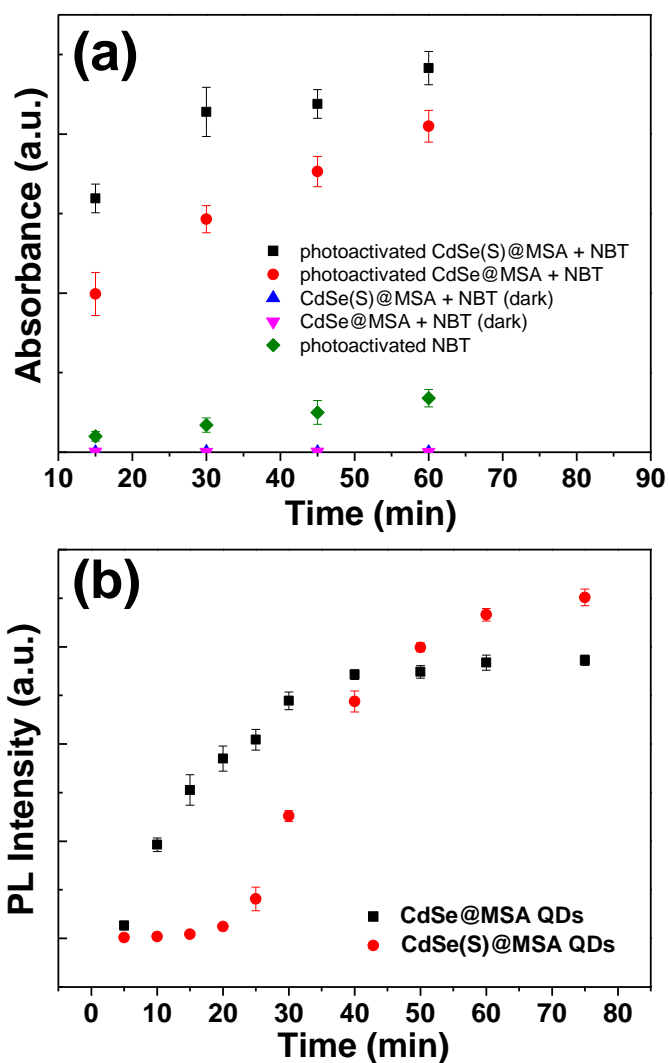 (a)
Absorbance (a.u.)
photoactivated CdSe(S)@MSA + NBT
photoactivated CdSe@MSA + NBT
CdSe(S)@MSA + NBT (dark)
CdSe@MSA + NBT (dark)
photoactivated NBT
10 20 30 40 50 60 70 80 90
Time (min)
(b)
PL Intensity (a.u.)
CdSe@MSA QDs
CdSe(S)@MSA QDs
0 10 20 30 40 50 60 70 80
Time (min)